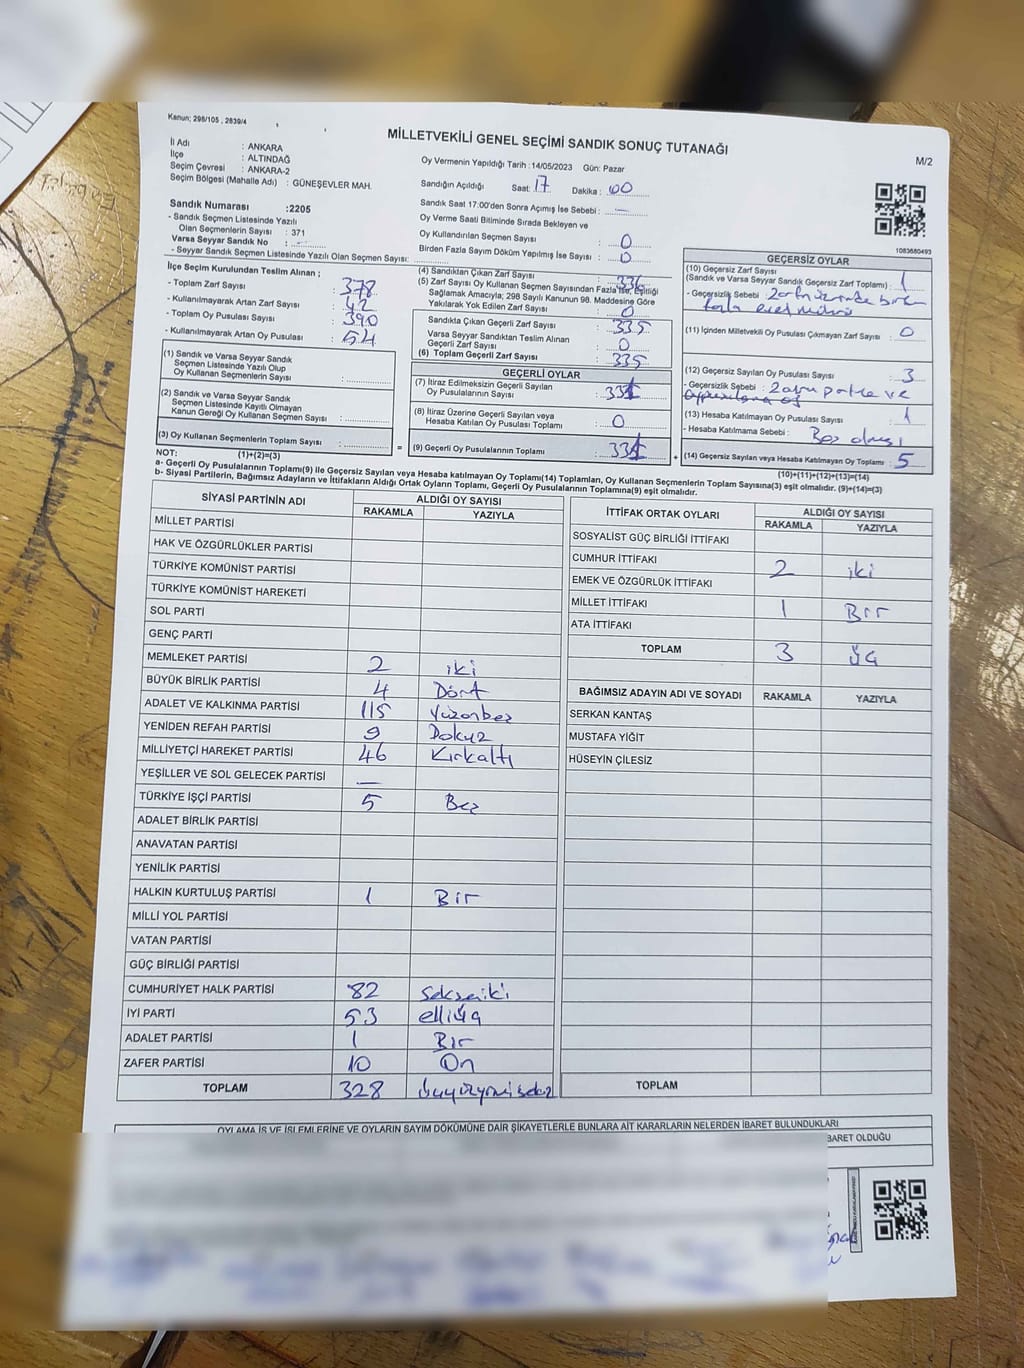 Kanun; 298/105 , 2839/4
MİLLETVEKİLİ GENEL SEÇİMİ SANDIK SONUÇ TUTANAĞI
M/2
İl Adı : ANKARA
İlçe : ALTINDAĞ
Seçim Çevresi : ANKARA-2
Seçim Bölgesi (Mahalle Adı) : GÜNEŞEVLER MAH.
Oy Vermenin Yapıldığı Tarih : 14/05/2023 Gün: Pazar
Sandığın Açıldığı Saat: 17 Dakika : 00
Sandık Saat 17:00'den Sonra Açımış İse Sebebi : —
Oy Verme Saati Bitiminde Sırada Bekleyen ve
Oy Kullandırılan Seçmen Sayısı : 0
Birden Fazla Sayım Döküm Yapılmış İse Sayısı : 0
Sandık Numarası :2205
- Sandık Seçmen Listesinde Yazılı
Olan Seçmenlerin Sayısı : 371
Varsa Seyyar Sandık No :
- Seyyar Sandık Seçmen Listesinde Yazılı Olan Seçmen Sayısı:
1083680493
İlçe Seçim Kurulundan Teslim Alınan ;
- Toplam Zarf Sayısı : 378
- Kullanılmayarak Artan Zarf Sayısı : 42
- Toplam Oy Pusulası Sayısı : 390
- Kullanılmayarak Artan Oy Pusulası : 54
(1) Sandık ve Varsa Seyyar Sandık
Seçmen Listesinde Yazılı Olup
Oy Kullanan Seçmenlerin Sayısı :
(2) Sandık ve Varsa Seyyar Sandık
Seçmen Listesinde Kayıtlı Olmayan
Kanun Gereği Oy Kullanan Seçmen Sayısı :
(3) Oy Kullanan Seçmenlerin Toplam Sayısı :
NOT: (1)+(2)=(3)
(4) Sandıktan Çıkan Zarf Sayısı : 336
(5) Zarf Sayısı Oy Kullanan Seçmen Sayısından Fazla İse, Eşitliği
Sağlamak Amacıyla; 298 Sayılı Kanunun 98. Maddesine Göre
Yakılarak Yok Edilen Zarf Sayısı : 0
Sandıkta Çıkan Geçerli Zarf Sayısı : 335
Varsa Seyyar Sandıktan Teslim Alınan
Geçerli Zarf Sayısı : 0
(6) Toplam Geçerli Zarf Sayısı : 335
GEÇERLİ OYLAR
(7) İtiraz Edilmeksizin Geçerli Sayılan
Oy Pusulalarının Sayısı :
(8) İtiraz Üzerine Geçerli Sayılan veya
Hesaba Katılan Oy Pusulası Toplamı : 0
= (9) Geçerli Oy Pusulalarının Toplamı :
GEÇERSİZ OYLAR
(10) Geçersiz Zarf Sayısı
(Sandık ve Varsa Seyyar Sandık Geçersiz Zarf Toplamı) : 1
- Geçersizlik Sebebi : Zarfın üzerinde birden
fazla evet mührü
(11) İçinden Milletvekili Oy Pusulası Çıkmayan Zarf Sayısı : 0
(12) Geçersiz Sayılan Oy Pusulası Sayısı : 3
- Geçersizlik Sebebi :
(13) Hesaba Katılmayan Oy Pusulası Sayısı : 1
- Hesaba Katılmama Sebebi : Boş olması
+ (14) Geçersiz Sayılan veya Hesaba Katılmayan Oy Toplamı : 5
(10)+(11)+(12)+(13)=(14)
a- Geçerli Oy Pusulalarının Toplamı(9) ile Geçersiz Sayılan veya Hesaba katılmayan Oy Toplamı(14) Toplamları, Oy Kullanan Seçmenlerin Toplam Sayısına(3) eşit olmalıdır. (9)+(14)=(3)
b- Siyasi Partilerin, Bağımsız Adayların ve İttifakların Aldığı Ortak Oyların Toplamı, Geçerli Oy Pusulalarının Toplamına(9) eşit olmalıdır.
SİYASİ PARTİNİN ADI ALDIĞI OY SAYISI
RAKAMLA YAZIYLA
MİLLET PARTİSİ
HAK VE ÖZGÜRLÜKLER PARTİSİ
TÜRKİYE KOMÜNİST PARTİSİ
TÜRKİYE KOMÜNİST HAREKETİ
SOL PARTİ
GENÇ PARTİ
MEMLEKET PARTİSİ 2 iki
BÜYÜK BİRLİK PARTİSİ 4 Dört
ADALET VE KALKINMA PARTİSİ 115 Yüzonbeş
YENİDEN REFAH PARTİSİ 9 Dokuz
MİLLİYETÇİ HAREKET PARTİSİ 46 Kırkaltı
YEŞİLLER VE SOL GELECEK PARTİSİ —
TÜRKİYE İŞÇİ PARTİSİ 5 Beş
ADALET BİRLİK PARTİSİ
ANAVATAN PARTİSİ
YENİLİK PARTİSİ
HALKIN KURTULUŞ PARTİSİ 1 Bir
MİLLİ YOL PARTİSİ
VATAN PARTİSİ
GÜÇ BİRLİĞİ PARTİSİ
CUMHURİYET HALK PARTİSİ 82 Sekseniki
İYİ PARTİ 53 elliüç
ADALET PARTİSİ 1 Bir
ZAFER PARTİSİ 10 On
TOPLAM 328 üçyüzyirmisekiz
İTTİFAK ORTAK OYLARI ALDIĞI OY SAYISI
RAKAMLA YAZIYLA
SOSYALİST GÜÇ BİRLİĞİ İTTİFAKI
CUMHUR İTTİFAKI 2 iki
EMEK VE ÖZGÜRLÜK İTTİFAKI
MİLLET İTTİFAKI 1 Bir
ATA İTTİFAKI
TOPLAM 3 üç
BAĞIMSIZ ADAYIN ADI VE SOYADI RAKAMLA YAZIYLA
SERKAN KANTAŞ
MUSTAFA YİĞİT
HÜSEYİN ÇİLESİZ
TOPLAM
OYLAMA İŞ VE İŞLEMLERİNE VE OYLARIN SAYIM DÖKÜMÜNE DAİR ŞİKAYETLERLE BUNLARA AİT KARARLARIN NELERDEN İBARET BULUNDUKLARI
BARET OLDUĞU